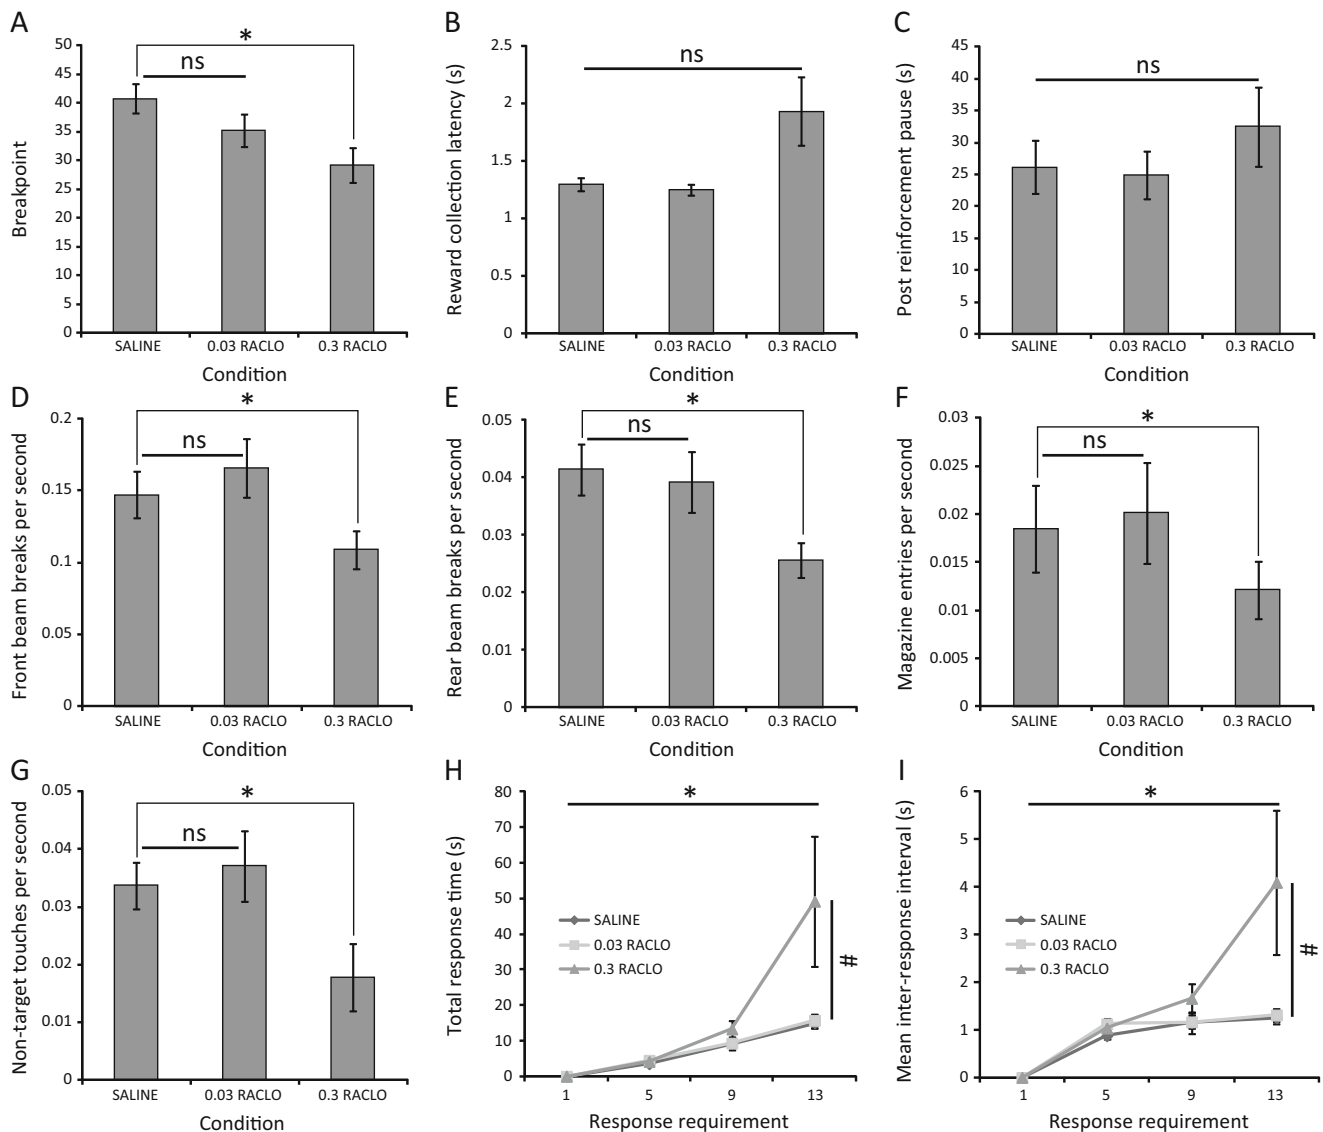 A
Breakpoint
50
45
40
35
30
25
20
15
10
5
0
*
ns
SALINE 0.03 RACLO 0.3 RACLO
Condition
B
Reward collection latency (s)
2.5
2
1.5
1
0.5
0
ns
SALINE 0.03 RACLO 0.3 RACLO
Condition
C
Post reinforcement pause (s)
45
40
35
30
25
20
15
10
5
0
ns
SALINE 0.03 RACLO 0.3 RACLO
Condition
D
Front beam breaks per second
0.2
0.15
0.1
0.05
0
*
ns
SALINE 0.03 RACLO 0.3 RACLO
Condition
E
Rear beam breaks per second
0.05
0.04
0.03
0.02
0.01
0
*
ns
SALINE 0.03 RACLO 0.3 RACLO
Condition
F
Magazine entries per second
0.03
0.025
0.02
0.015
0.01
0.005
0
*
ns
SALINE 0.03 RACLO 0.3 RACLO
Condition
G
Non-target touches per second
0.05
0.04
0.03
0.02
0.01
0
*
ns
SALINE 0.03 RACLO 0.3 RACLO
Condition
H
Total response time (s)
80
70
60
50
40
30
20
10
0
*
SALINE
0.03 RACLO
0.3 RACLO
#
1 5 9 13
Response requirement
I
Mean inter-response interval (s)
6
5
4
3
2
1
0
*
SALINE
0.03 RACLO
0.3 RACLO
#
1 5 9 13
Response requirement